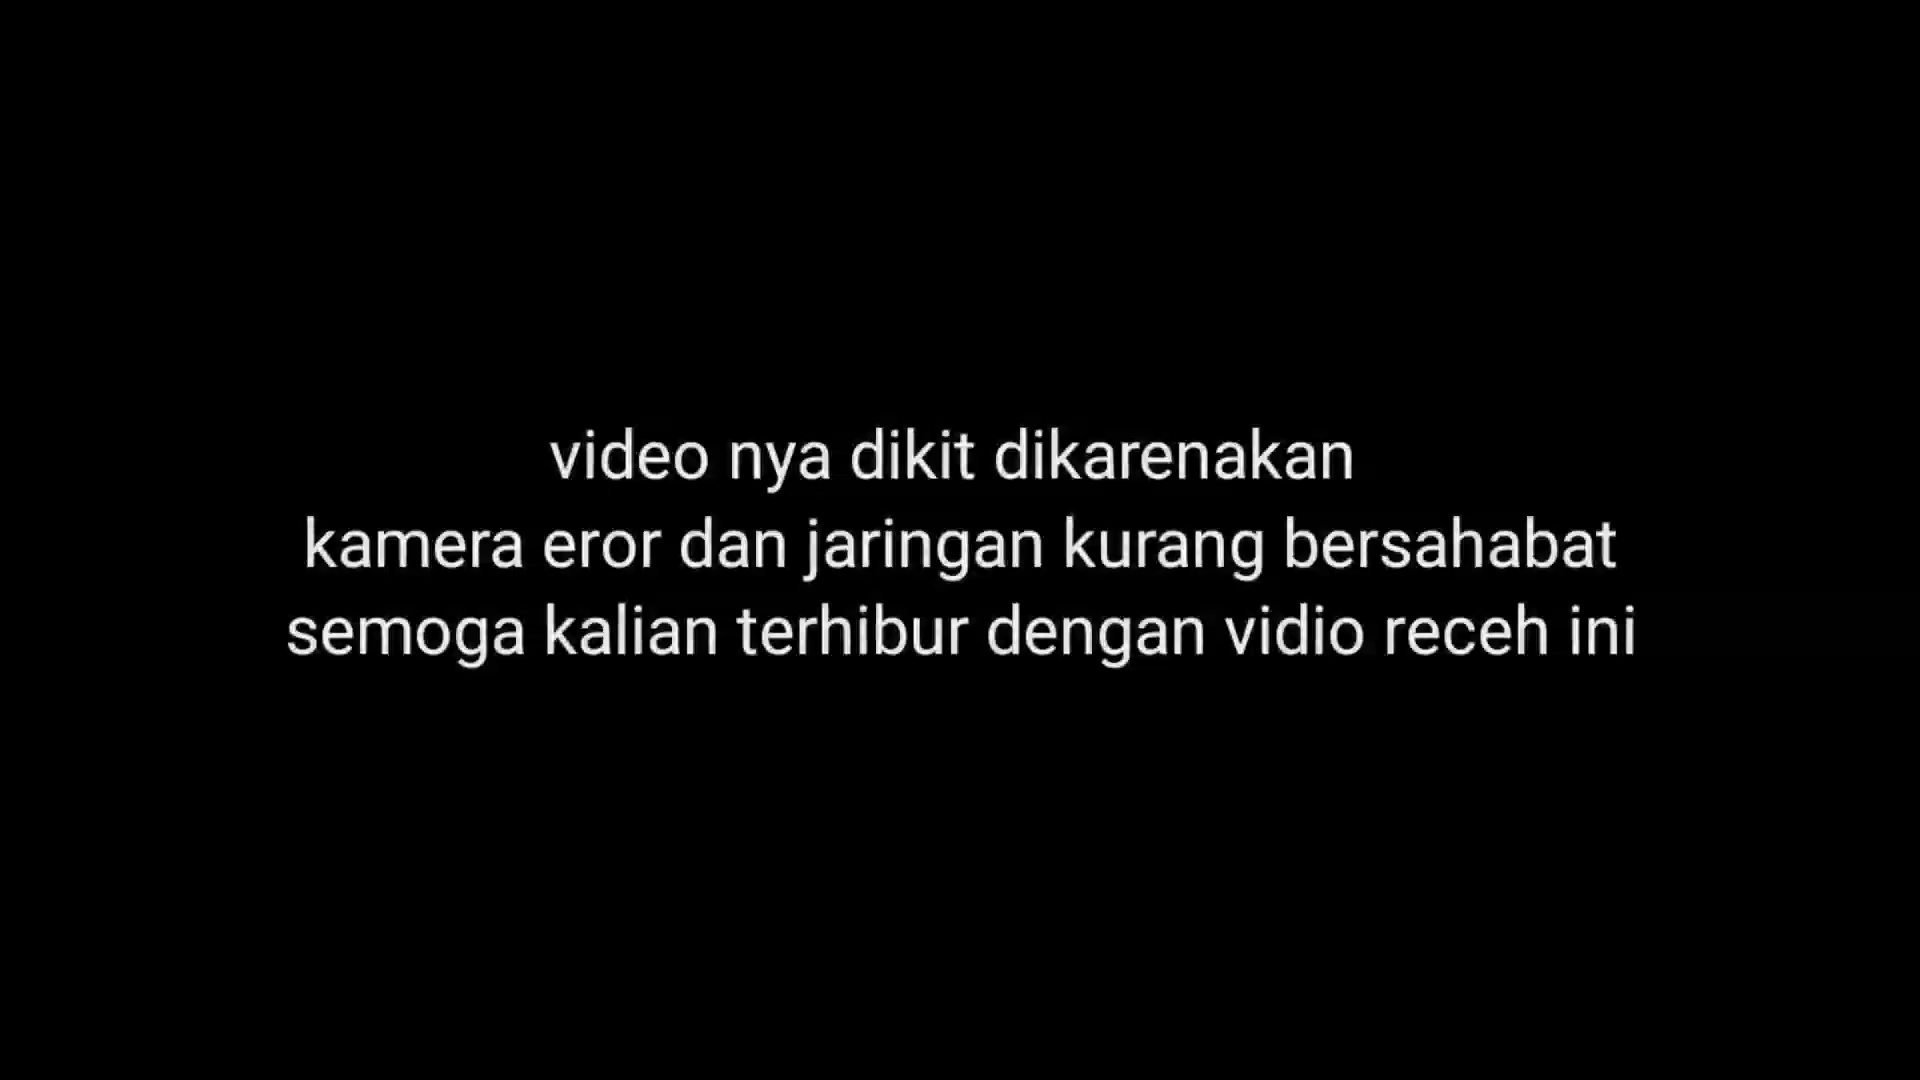 video nya dikit dikarenakan
kamera eror dan jaringan kurang bersahabat
semoga kalian terhibur dengan vidio receh ini